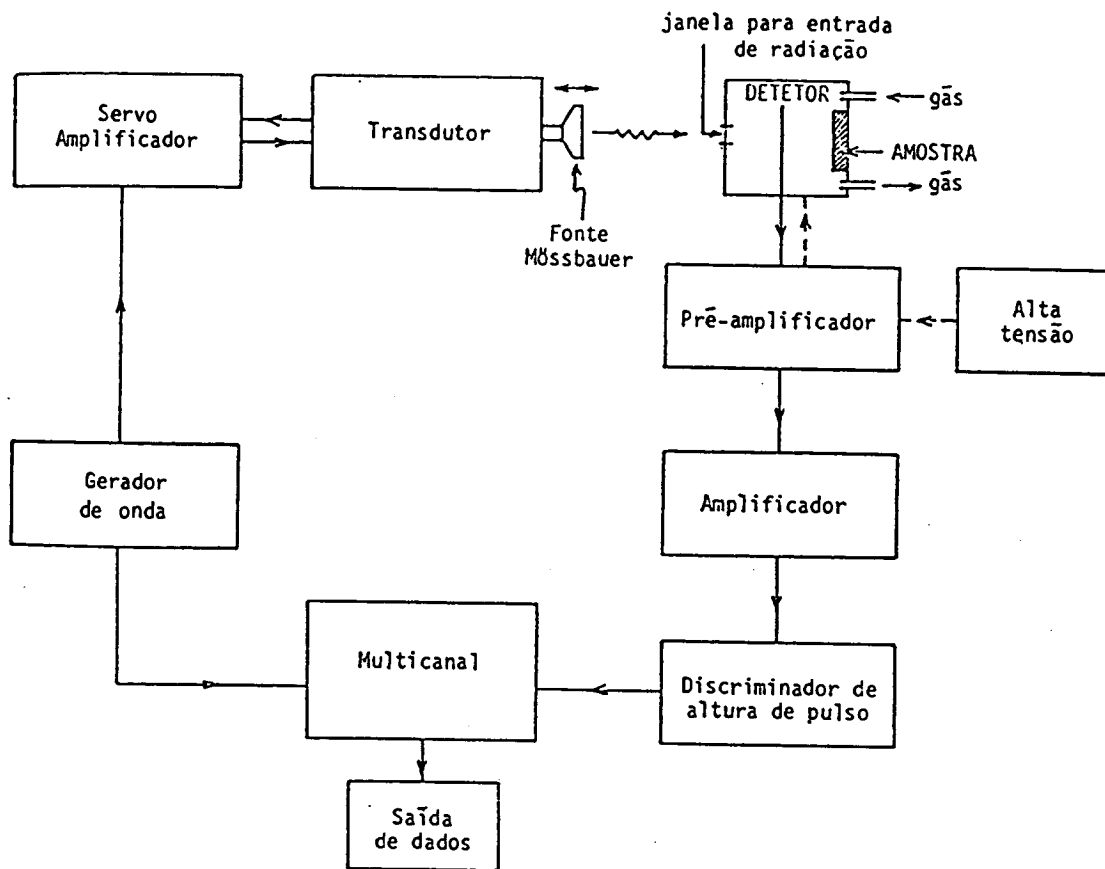 janela para entrada
de radiação
Servo
Amplificador
Transdutor
DETETOR
gás
AMOSTRA
gás
Fonte
Mössbauer
Pré-amplificador
Alta
tensão
Gerador
de onda
Amplificador
Multicanal
Discriminador de
altura de pulso
Saída
de dados